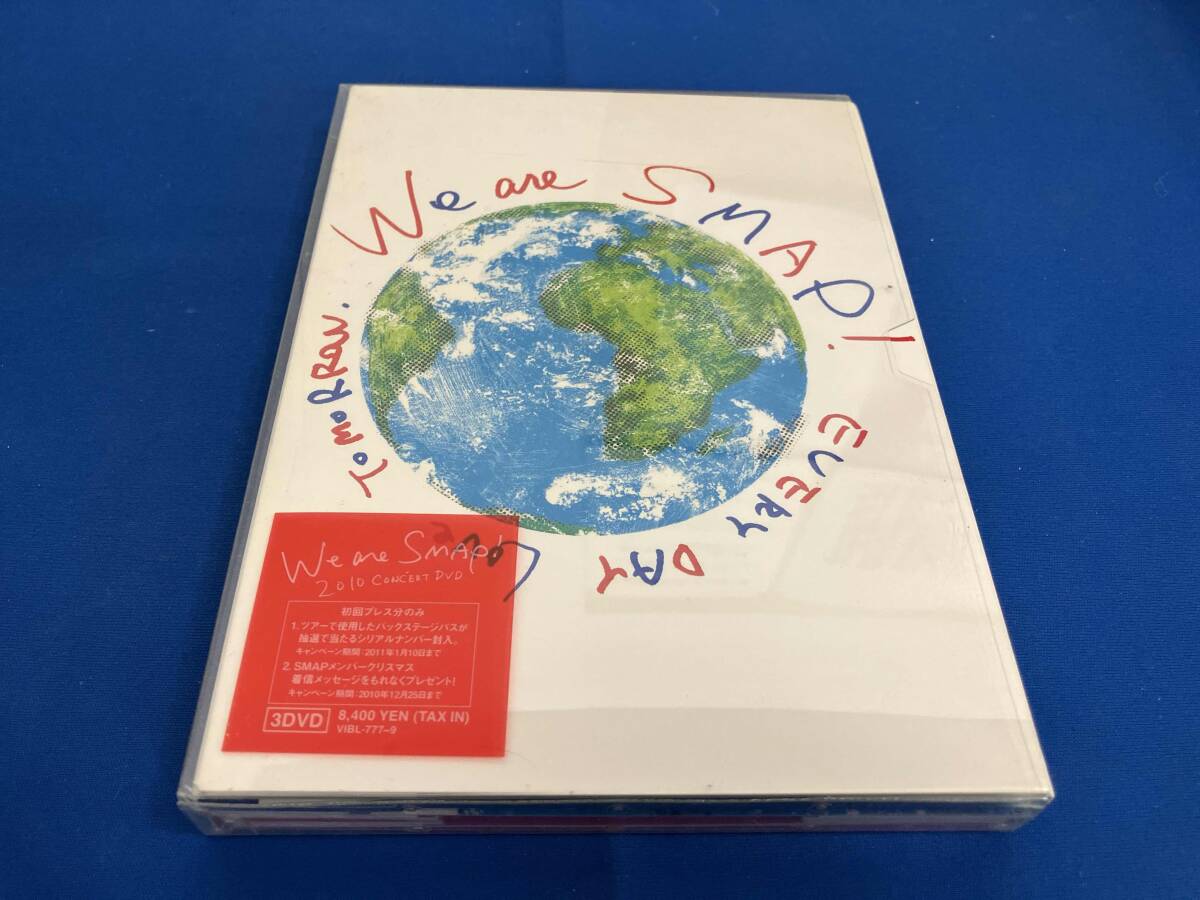 We are SMAP!
EVERY DAY
LOVE
TOMORROW.
We are SMAP!
2010 CONCERT DVD
初回プレス分のみ
1. ツアーで使用したバックステージパスが
抽選で当たるシリアルナンバー封入。
キャンペーン期間：2011年1月10日まで
2. SMAPメンバークリスマス
着信メッセージをもれなくプレゼント！
キャンペーン期間：2010年12月25日まで
3DVD 8,400 YEN (TAX IN)
VIBL-777~9